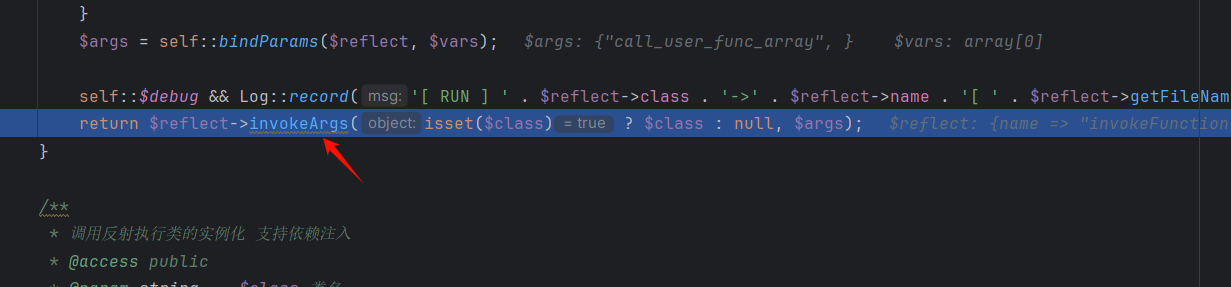 }
$args = self::bindParams($reflect, $vars);   $args: {"call_user_func_array", }    $vars: array[0]
self::$debug && Log::record( msg: '[ RUN ] ' . $reflect->class . '->' . $reflect->name . '[ ' . $reflect->getFileNam
return $reflect->invokeArgs( object: isset($class) = true ? $class : null, $args);   $reflect: {name => "invokeFunction
}
/**
* 调用反射执行类的实例化 支持依赖注入
* @access public